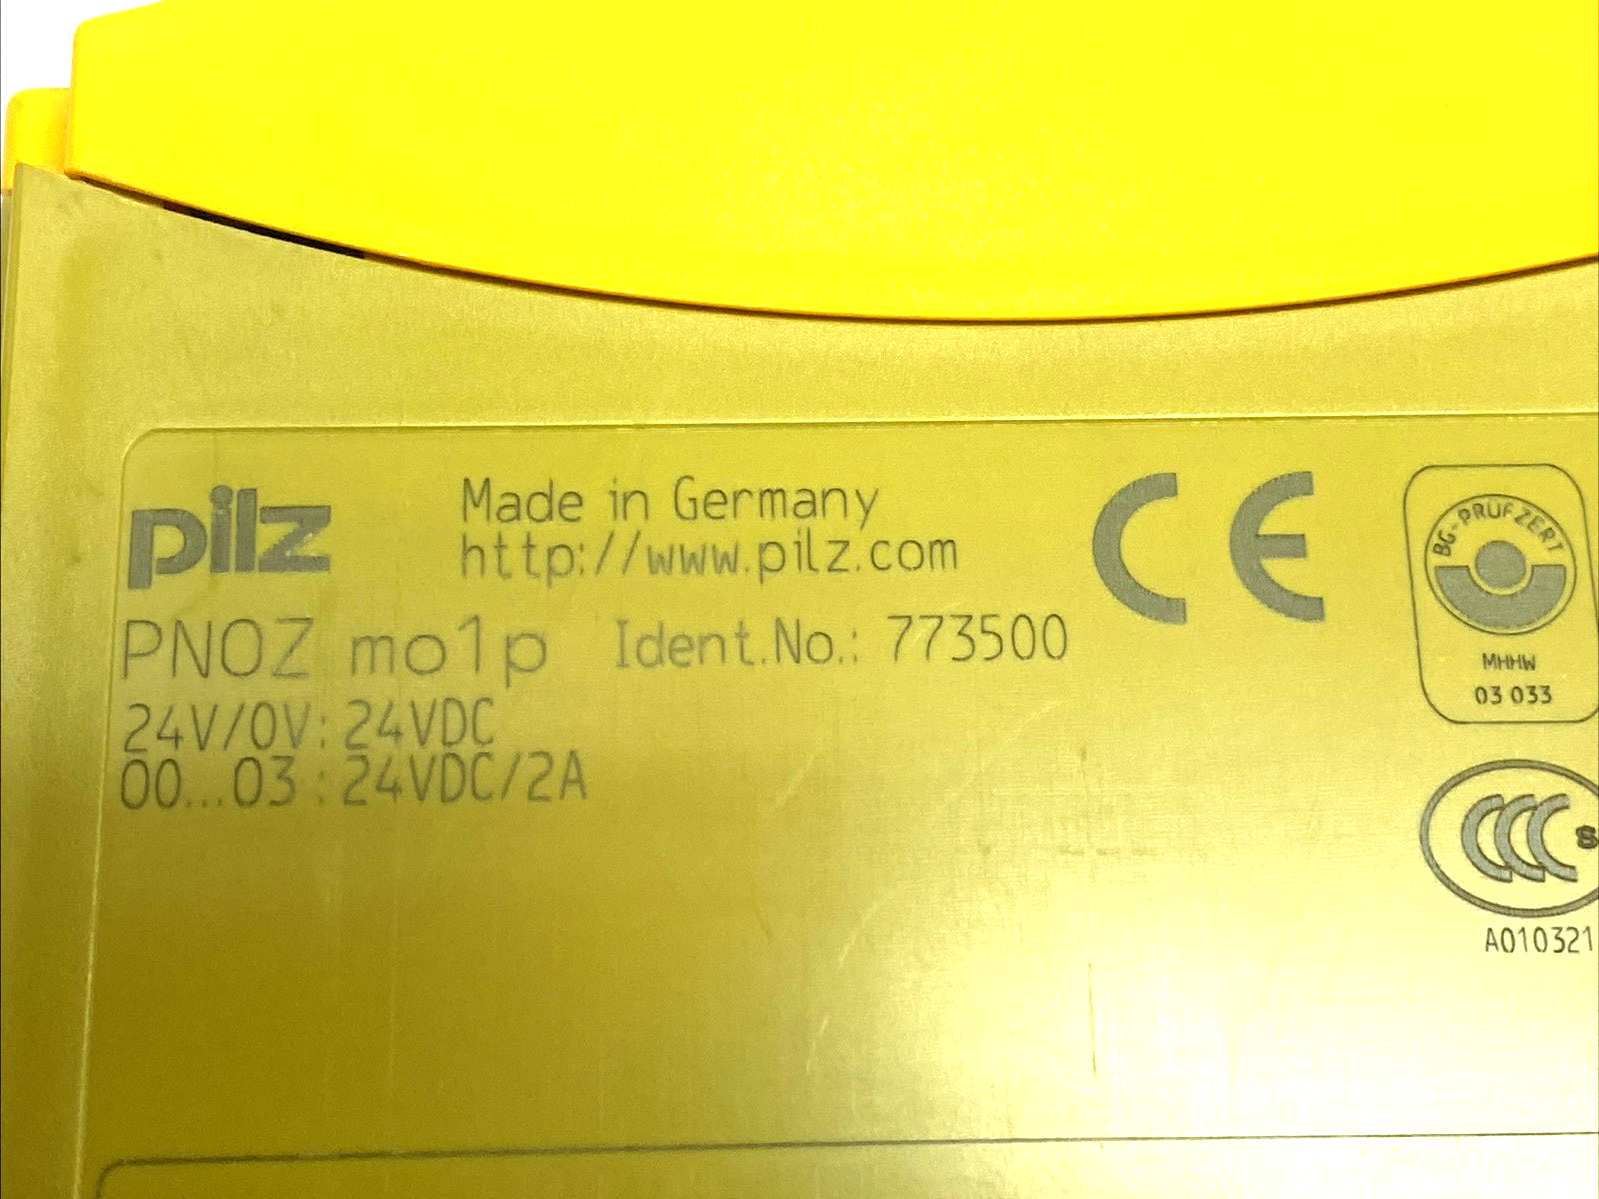 pilz
Made in Germany
http://www.pilz.com
PNOZ mo1p Ident.No.: 773500
24V/0V: 24VDC
O0...O3 : 24VDC/2A
CE
BG-PRÜFZERT
MHHW
03 033
CCC S
A010321